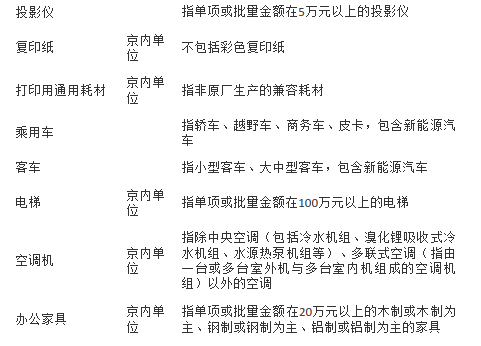 投影仪 指单项或批量金额在5万元以上的投影仪
复印纸 京内单位 不包括彩色复印纸
打印用通用耗材 京内单位 指非原厂生产的兼容耗材
乘用车 指轿车、越野车、商务车、皮卡，包含新能源汽
车
客车 指小型客车、大中型客车，包含新能源汽车
电梯 京内单位 指单项或批量金额在100万元以上的电梯
空调机 京内单位 指除中央空调（包括冷水机组、溴化锂吸收式冷
水机组、水源热泵机组等）、多联式空调（指由
一台或多台室外机与多台室内机组成的空调机
组）以外的空调
办公家具 京内单位 指单项或批量金额在20万元以上的木制或木制为
主、钢制或钢制为主、铝制或铝制为主的家具